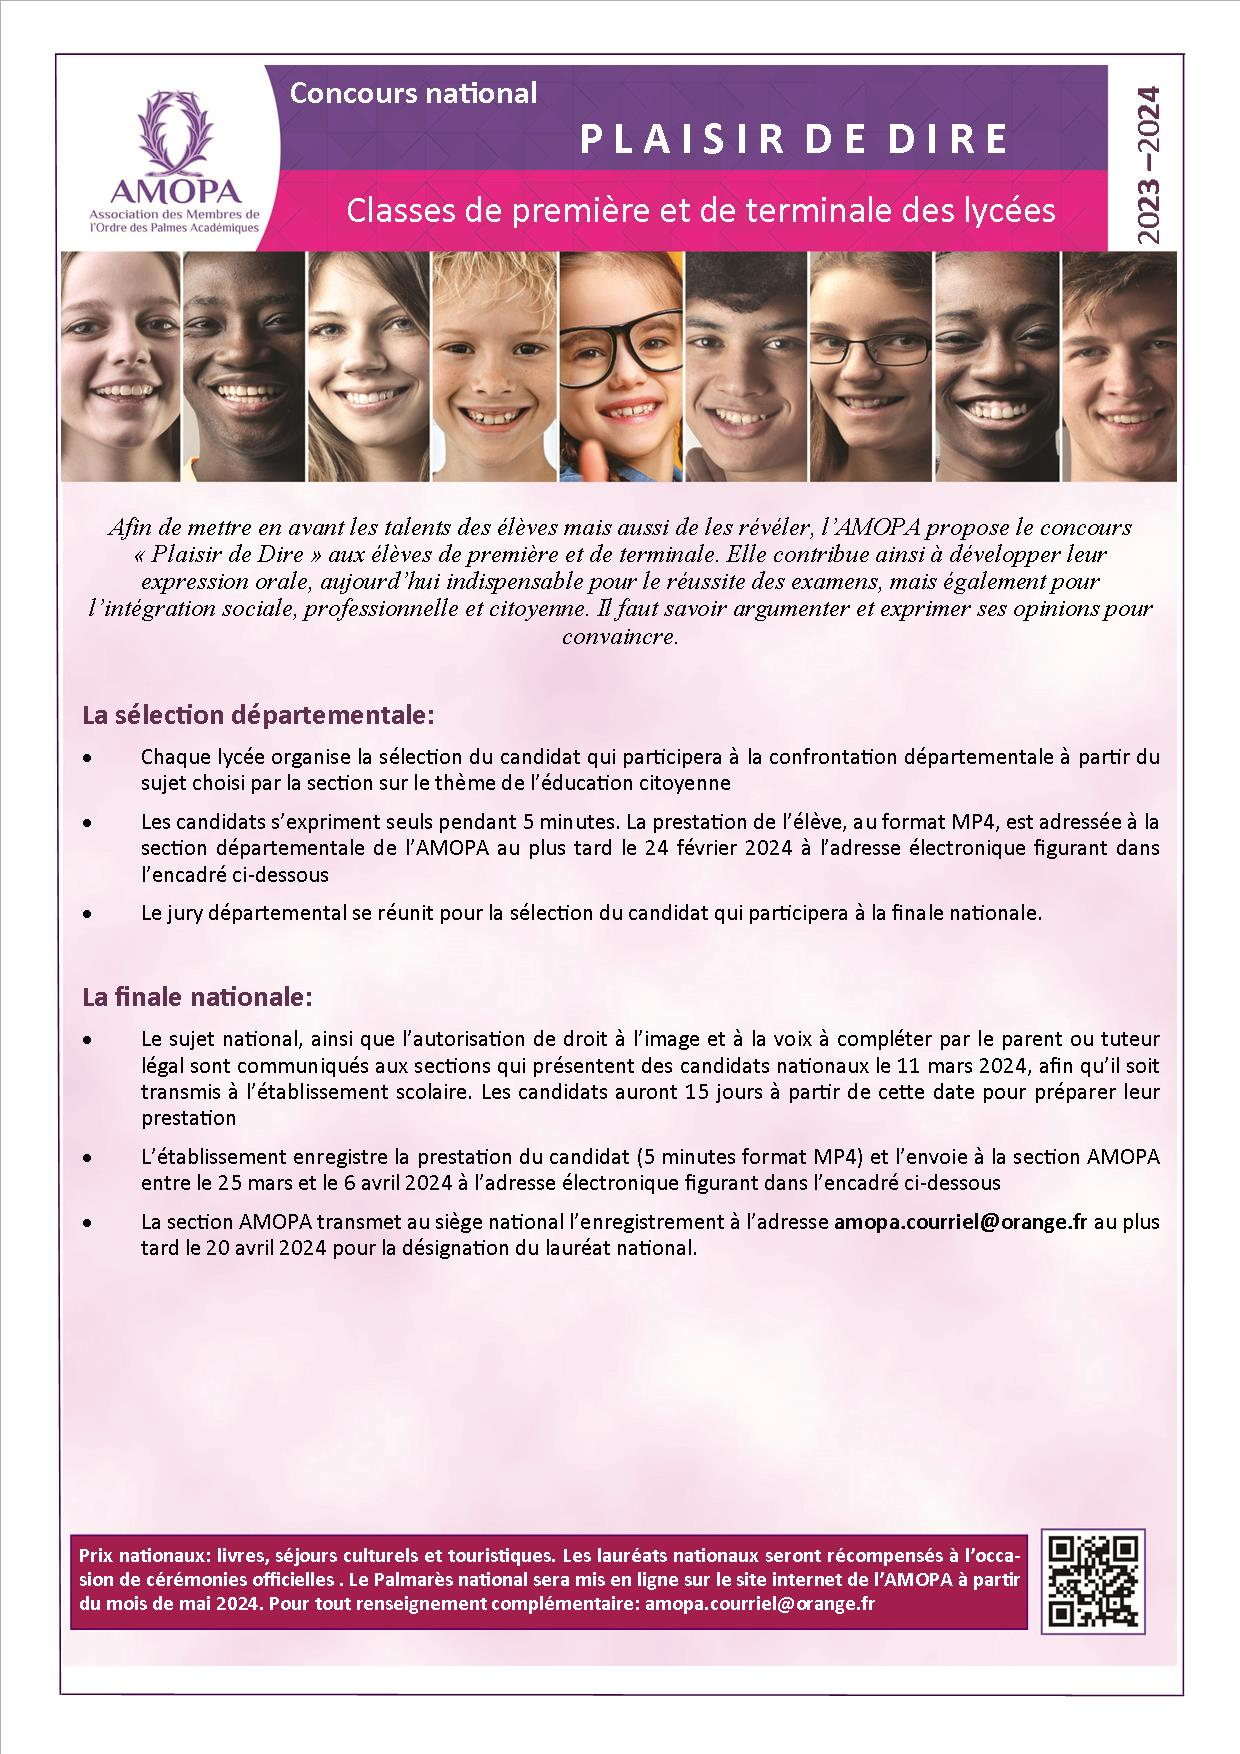 Concours national
PLAISIR DE DIRE
Classes de première et de terminale des lycées
2023 – 2024
AMOPA
Association des Membres de
l'Ordre des Palmes Académiques
Afin de mettre en avant les talents des élèves mais aussi de les révéler, l'AMOPA propose le concours
« Plaisir de Dire » aux élèves de première et de terminale. Elle contribue ainsi à développer leur
expression orale, aujourd'hui indispensable pour le réussite des examens, mais également pour
l'intégration sociale, professionnelle et citoyenne. Il faut savoir argumenter et exprimer ses opinions pour
convaincre.
La sélection départementale:
• Chaque lycée organise la sélection du candidat qui participera à la confrontation départementale à partir du
sujet choisi par la section sur le thème de l'éducation citoyenne
• Les candidats s'expriment seuls pendant 5 minutes. La prestation de l'élève, au format MP4, est adressée à la
section départementale de l'AMOPA au plus tard le 24 février 2024 à l'adresse électronique figurant dans
l'encadré ci-dessous
• Le jury départemental se réunit pour la sélection du candidat qui participera à la finale nationale.
La finale nationale:
• Le sujet national, ainsi que l'autorisation de droit à l'image et à la voix à compléter par le parent ou tuteur
légal sont communiqués aux sections qui présentent des candidats nationaux le 11 mars 2024, afin qu'il soit
transmis à l'établissement scolaire. Les candidats auront 15 jours à partir de cette date pour préparer leur
prestation
• L'établissement enregistre la prestation du candidat (5 minutes format MP4) et l'envoie à la section AMOPA
entre le 25 mars et le 6 avril 2024 à l'adresse électronique figurant dans l'encadré ci-dessous
• La section AMOPA transmet au siège national l'enregistrement à l'adresse amopa.courriel@orange.fr au plus
tard le 20 avril 2024 pour la désignation du lauréat national.
Prix nationaux: livres, séjours culturels et touristiques. Les lauréats nationaux seront récompensés à l'occa-
sion de cérémonies officielles . Le Palmarès national sera mis en ligne sur le site internet de l'AMOPA à partir
du mois de mai 2024. Pour tout renseignement complémentaire: amopa.courriel@orange.fr